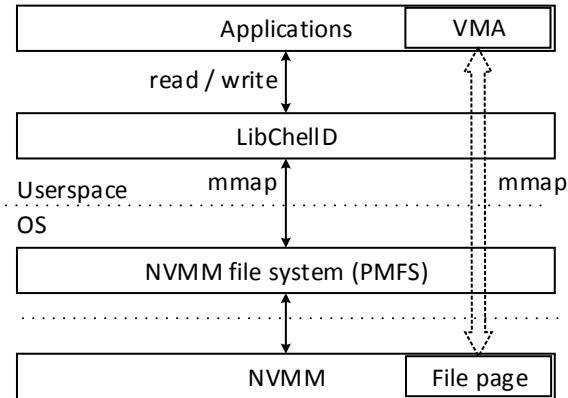 Applications
VMA
read / write
LibChellD
mmap
mmap
Userspace
OS
NVMM file system (PMFS)
NVMM
File page